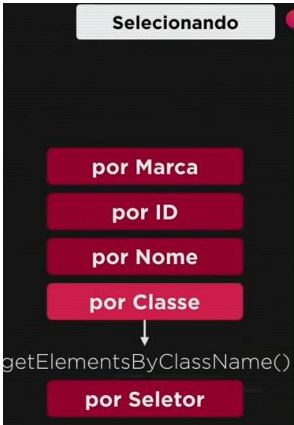 Selecionando
por Marca
por ID
por Nome
por Classe
getElementsByClassName()
por Seletor